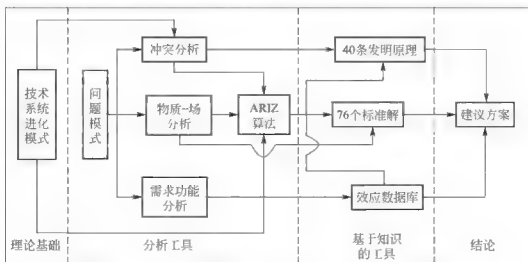 技术
系统
进化
模式
问
题
模
式
冲突分析
物质—场
分析
需求功能
分析
ARIZ
算法
40条发明原理
76个标准解
效应数据库
建议方案
理论基础
分析工具
基于知识
的工具
结论